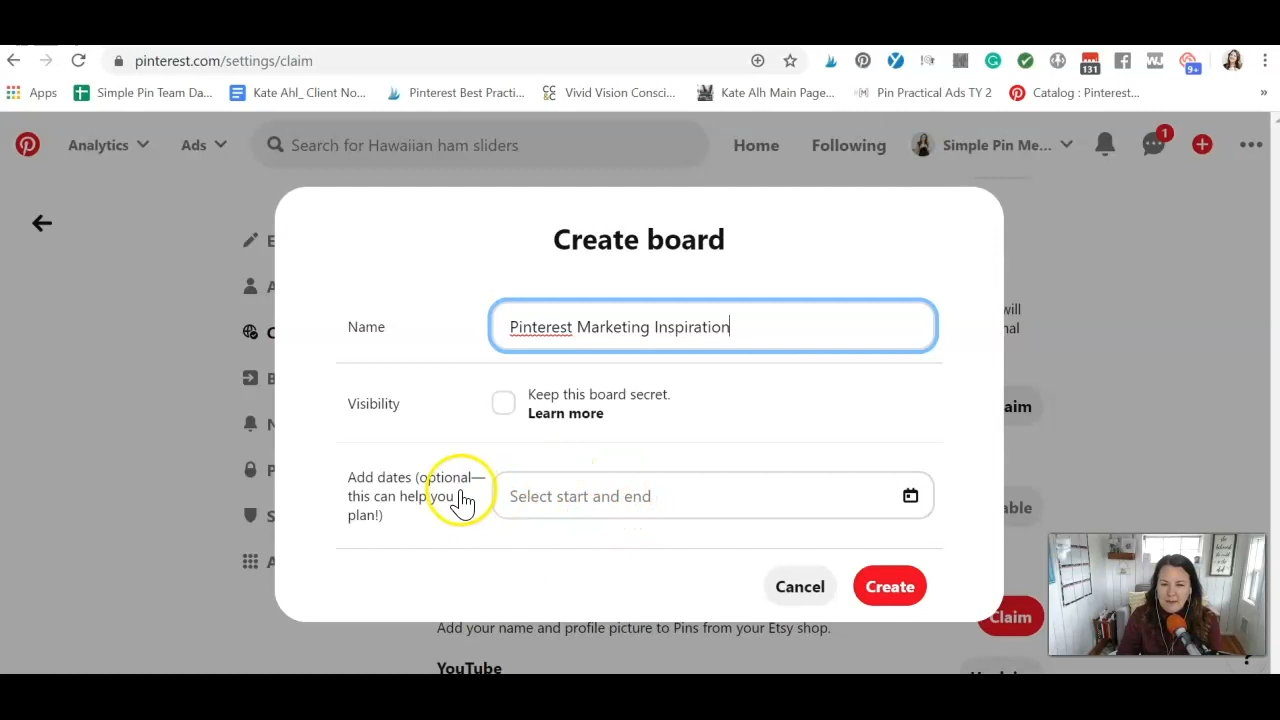 pinterest.com/settings/claim
131
9+
Apps
Simple Pin Team Da...
Kate Ahl_ Client No...
Pinterest Best Practi...
Vivid Vision Consci...
Kate Alh Main Page...
Pin Practical Ads TY 2
Catalog : Pinterest...
»
Analytics
Ads
Search for Hawaiian ham sliders
Home
Following
Simple Pin Me...
1
Create board
Name
Pinterest Marketing Inspiration
Visibility
Keep this board secret.
Learn more
Add dates (optional—
this can help you
plan!)
Select start and end
Cancel
Create
Claim
Add your name and profile picture to Pins from your Etsy shop.
YouTube